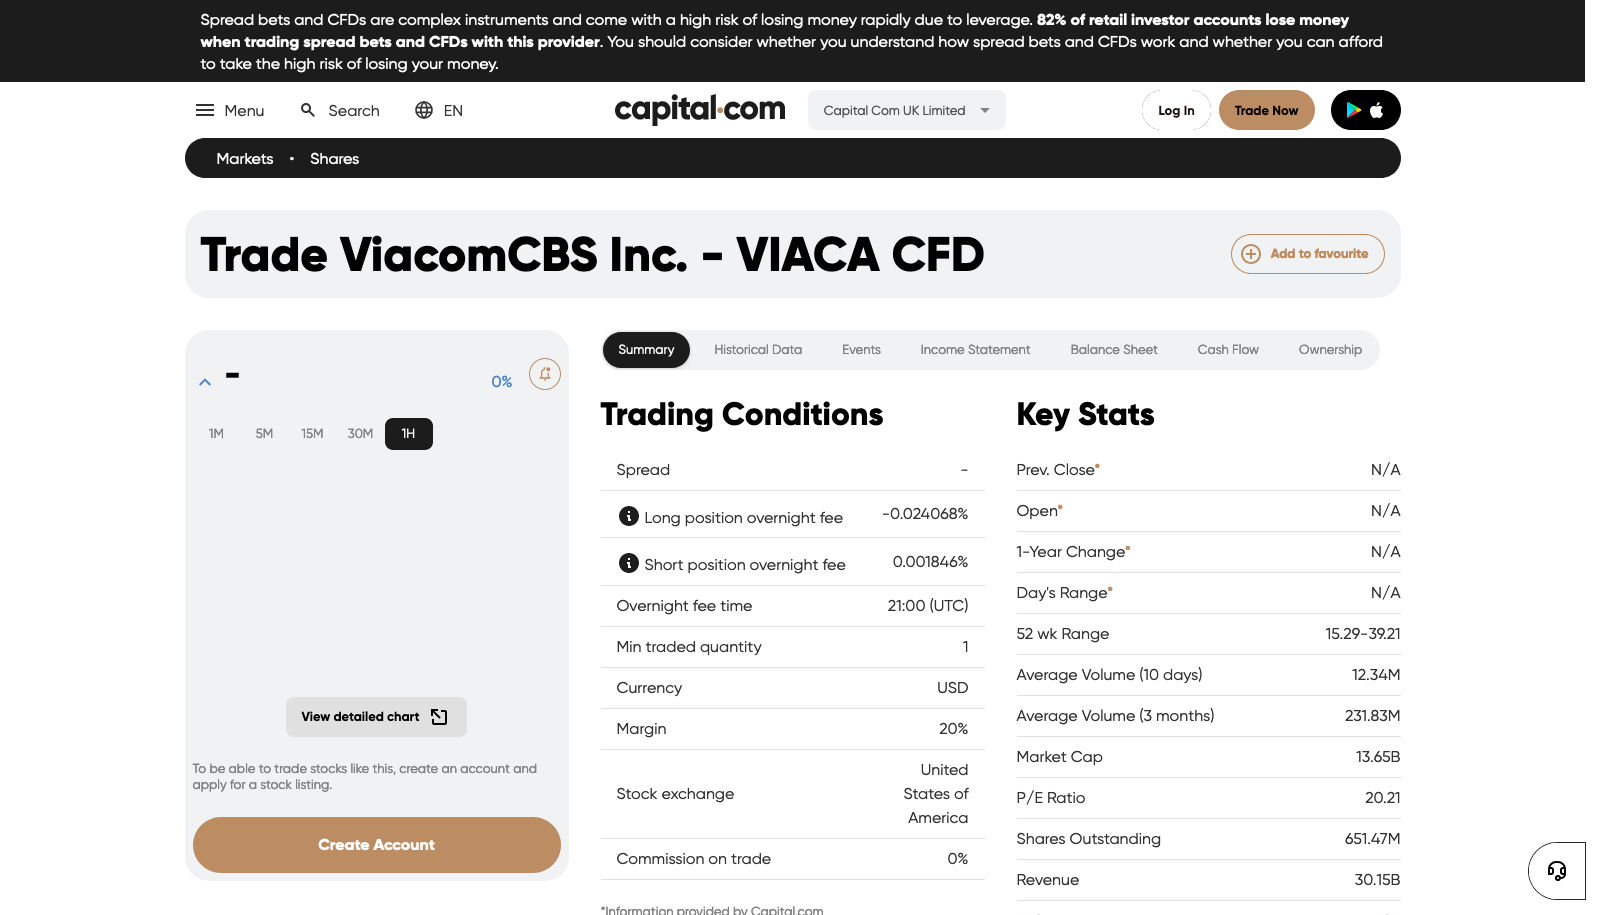 Spread bets and CFDs are complex instruments and come with a high risk of losing money rapidly due to leverage. 82% of retail investor accounts lose money
when trading spread bets and CFDs with this provider. You should consider whether you understand how spread bets and CFDs work and whether you can afford
to take the high risk of losing your money.
Menu
Search
EN
capital.com
Capital Com UK Limited
Log In
Trade Now
Markets • Shares
Trade ViacomCBS Inc. - VIACA CFD
Add to favourite
-
0%
1M 5M 15M 30M 1H
View detailed chart
To be able to trade stocks like this, create an account and
apply for a stock listing.
Create Account
Summary Historical Data Events Income Statement Balance Sheet Cash Flow Ownership
Trading Conditions
Spread -
Long position overnight fee -0.024068%
Short position overnight fee 0.001846%
Overnight fee time 21:00 (UTC)
Min traded quantity 1
Currency USD
Margin 20%
Stock exchange United
States of
America
Commission on trade 0%
*Information provided by Capital.com
Key Stats
Prev. Close* N/A
Open* N/A
1-Year Change* N/A
Day's Range* N/A
52 wk Range 15.29-39.21
Average Volume (10 days) 12.34M
Average Volume (3 months) 231.83M
Market Cap 13.65B
P/E Ratio 20.21
Shares Outstanding 651.47M
Revenue 30.15B